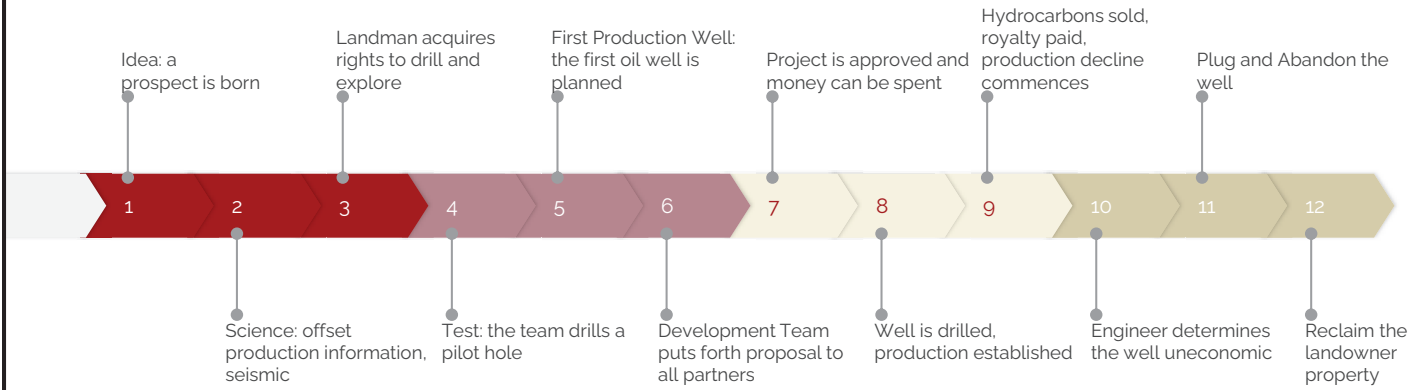 Idea: a
prospect is born
Landman acquires
rights to drill and
explore
First Production Well:
the first oil well is
planned
Project is approved and
money can be spent
Hydrocarbons sold,
royalty paid,
production decline
commences
Plug and Abandon the
well
1
2
3
4
5
6
7
8
9
10
11
12
Science: offset
production information,
seismic
Test: the team drills a
pilot hole
Development Team
puts forth proposal to
all partners
Well is drilled,
production established
Engineer determines
the well uneconomic
Reclaim the
landowner
property